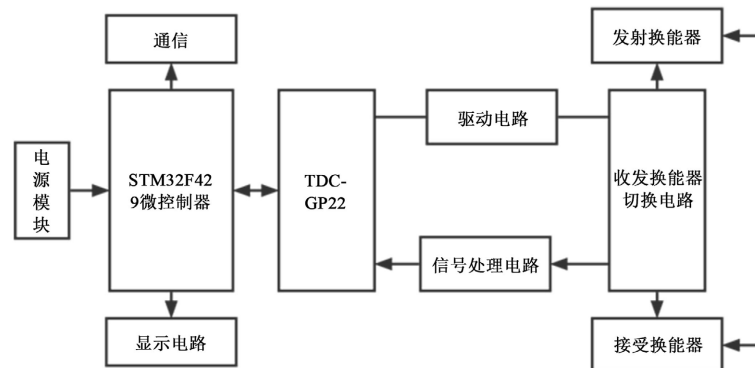 通信
发射换能器
电
源
模
块
STM32F42
9微控制器
TDC-
GP22
驱动电路
收发换能器
切换电路
信号处理电路
显示电路
接受换能器